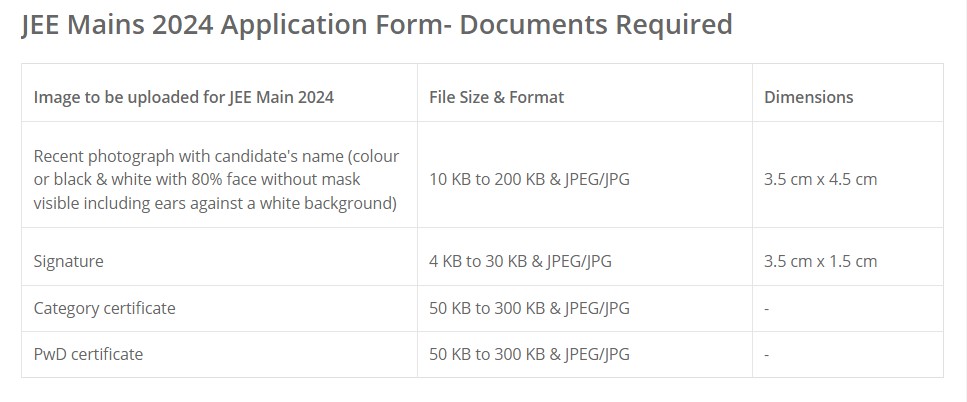 JEE Mains 2024 Application Form- Documents Required
Image to be uploaded for JEE Main 2024
File Size & Format
Dimensions
Recent photograph with candidate's name (colour
or black & white with 80% face without mask
visible including ears against a white background)
10 KB to 200 KB & JPEG/JPG
3.5 cm x 4.5 cm
Signature
4 KB to 30 KB & JPEG/JPG
3.5 cm x 1.5 cm
Category certificate
50 KB to 300 KB & JPEG/JPG
-
PwD certificate
50 KB to 300 KB & JPEG/JPG
-